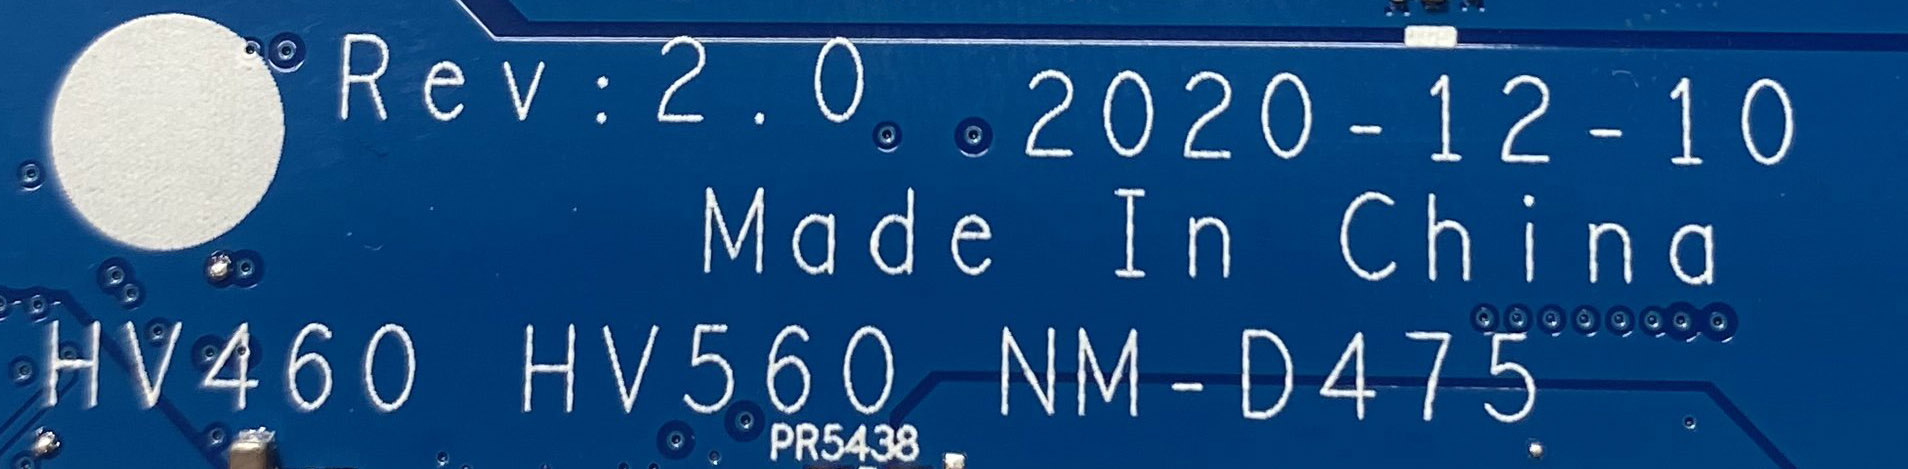 Rev:2.0 2020-12-10
Made In China
HV460 HV560 NM-D475
PR5438